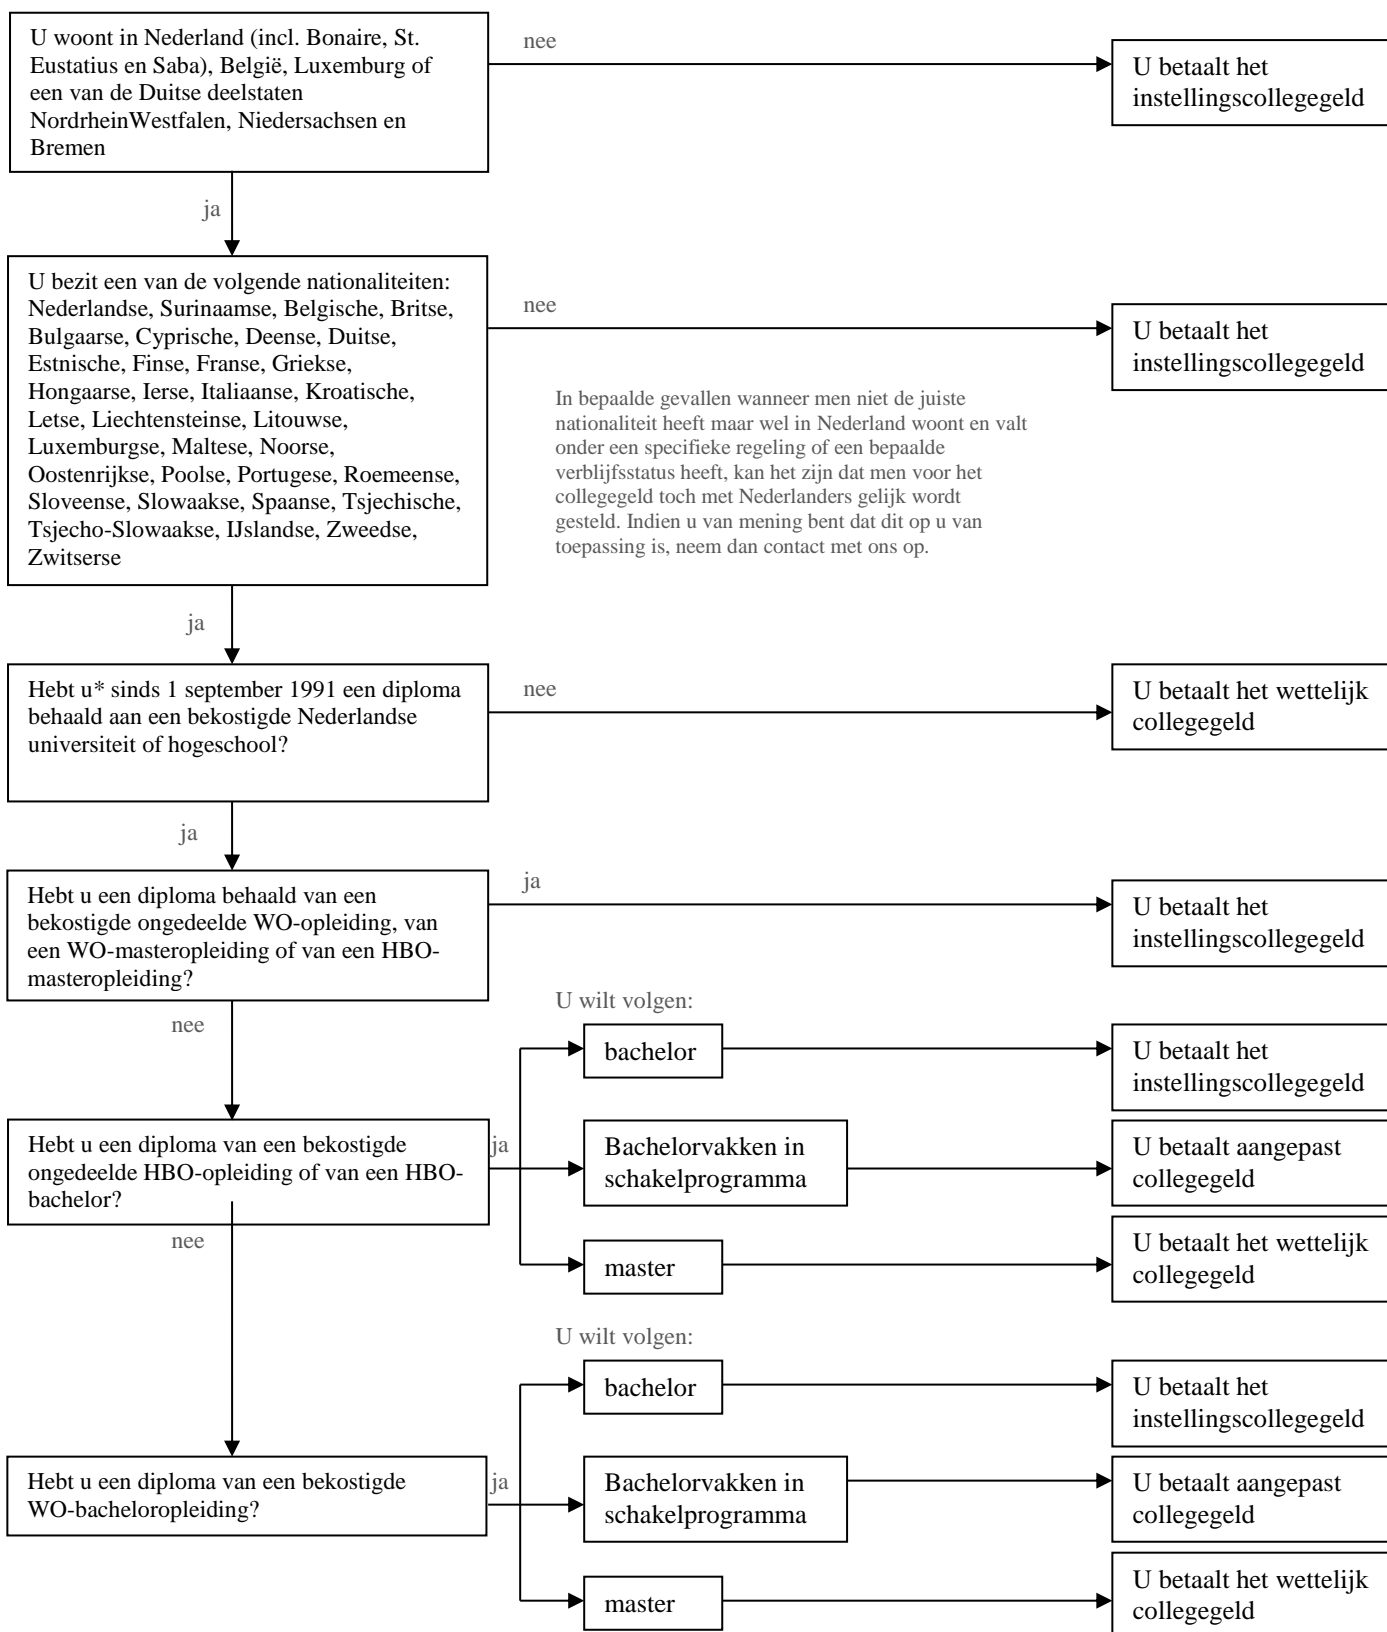 U woont in Nederland (incl. Bonaire, St.
Eustatius en Saba), België, Luxemburg of
een van de Duitse deelstaten
NordrheinWestfalen, Niedersachsen en
Bremen
nee
U betaalt het
instellingscollegegeld
ja
U bezit een van de volgende nationaliteiten:
Nederlandse, Surinaamse, Belgische, Britse,
Bulgaarse, Cyprische, Deense, Duitse,
Estnische, Finse, Franse, Griekse,
Hongaarse, Ierse, Italiaanse, Kroatische,
Letse, Liechtensteinse, Litouwse,
Luxemburgse, Maltese, Noorse,
Oostenrijkse, Poolse, Portugese, Roemeense,
Sloveense, Slowaakse, Spaanse, Tsjechische,
Tsjecho-Slowaakse, IJslandse, Zweedse,
Zwitserse
nee
U betaalt het
instellingscollegegeld
In bepaalde gevallen wanneer men niet de juiste
nationaliteit heeft maar wel in Nederland woont en valt
onder een specifieke regeling of een bepaalde
verblijfsstatus heeft, kan het zijn dat men voor het
collegegeld toch met Nederlanders gelijk wordt
gesteld. Indien u van mening bent dat dit op u van
toepassing is, neem dan contact met ons op.
ja
Hebt u* sinds 1 september 1991 een diploma
behaald aan een bekostigde Nederlandse
universiteit of hogeschool?
nee
U betaalt het wettelijk
collegegeld
ja
Hebt u een diploma behaald van een
bekostigde ongedeelde WO-opleiding, van
een WO-masteropleiding of van een HBO-
masteropleiding?
ja
U betaalt het
instellingscollegegeld
nee
U wilt volgen:
bachelor
U betaalt het
instellingscollegegeld
Hebt u een diploma van een bekostigde
ongedeelde HBO-opleiding of van een HBO-
bachelor?
ja
Bachelorvakken in
schakelprogramma
U betaalt aangepast
collegegeld
nee
master
U betaalt het wettelijk
collegegeld
U wilt volgen:
bachelor
U betaalt het
instellingscollegegeld
Hebt u een diploma van een bekostigde
WO-bacheloropleiding?
ja
Bachelorvakken in
schakelprogramma
U betaalt aangepast
collegegeld
master
U betaalt het wettelijk
collegegeld